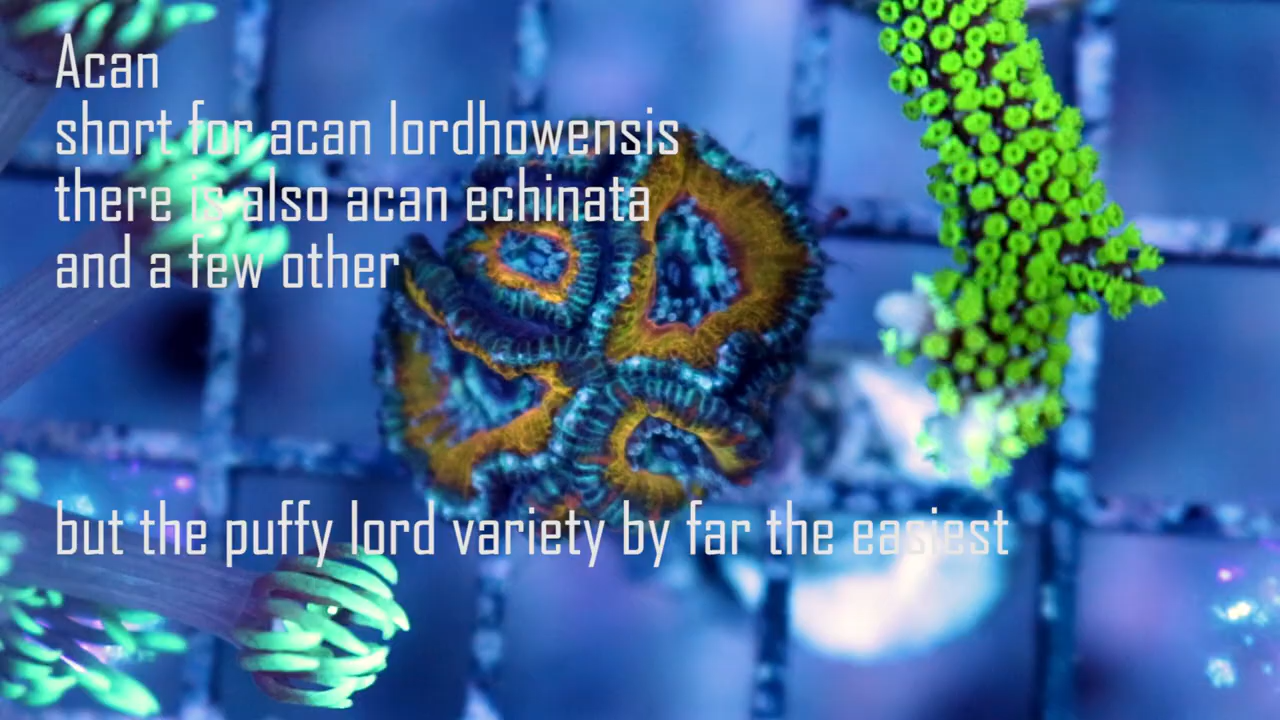 Acan
short for acan lordhowensis
there is also acan echinata
and a few other
but the puffy lord variety by far the easiest